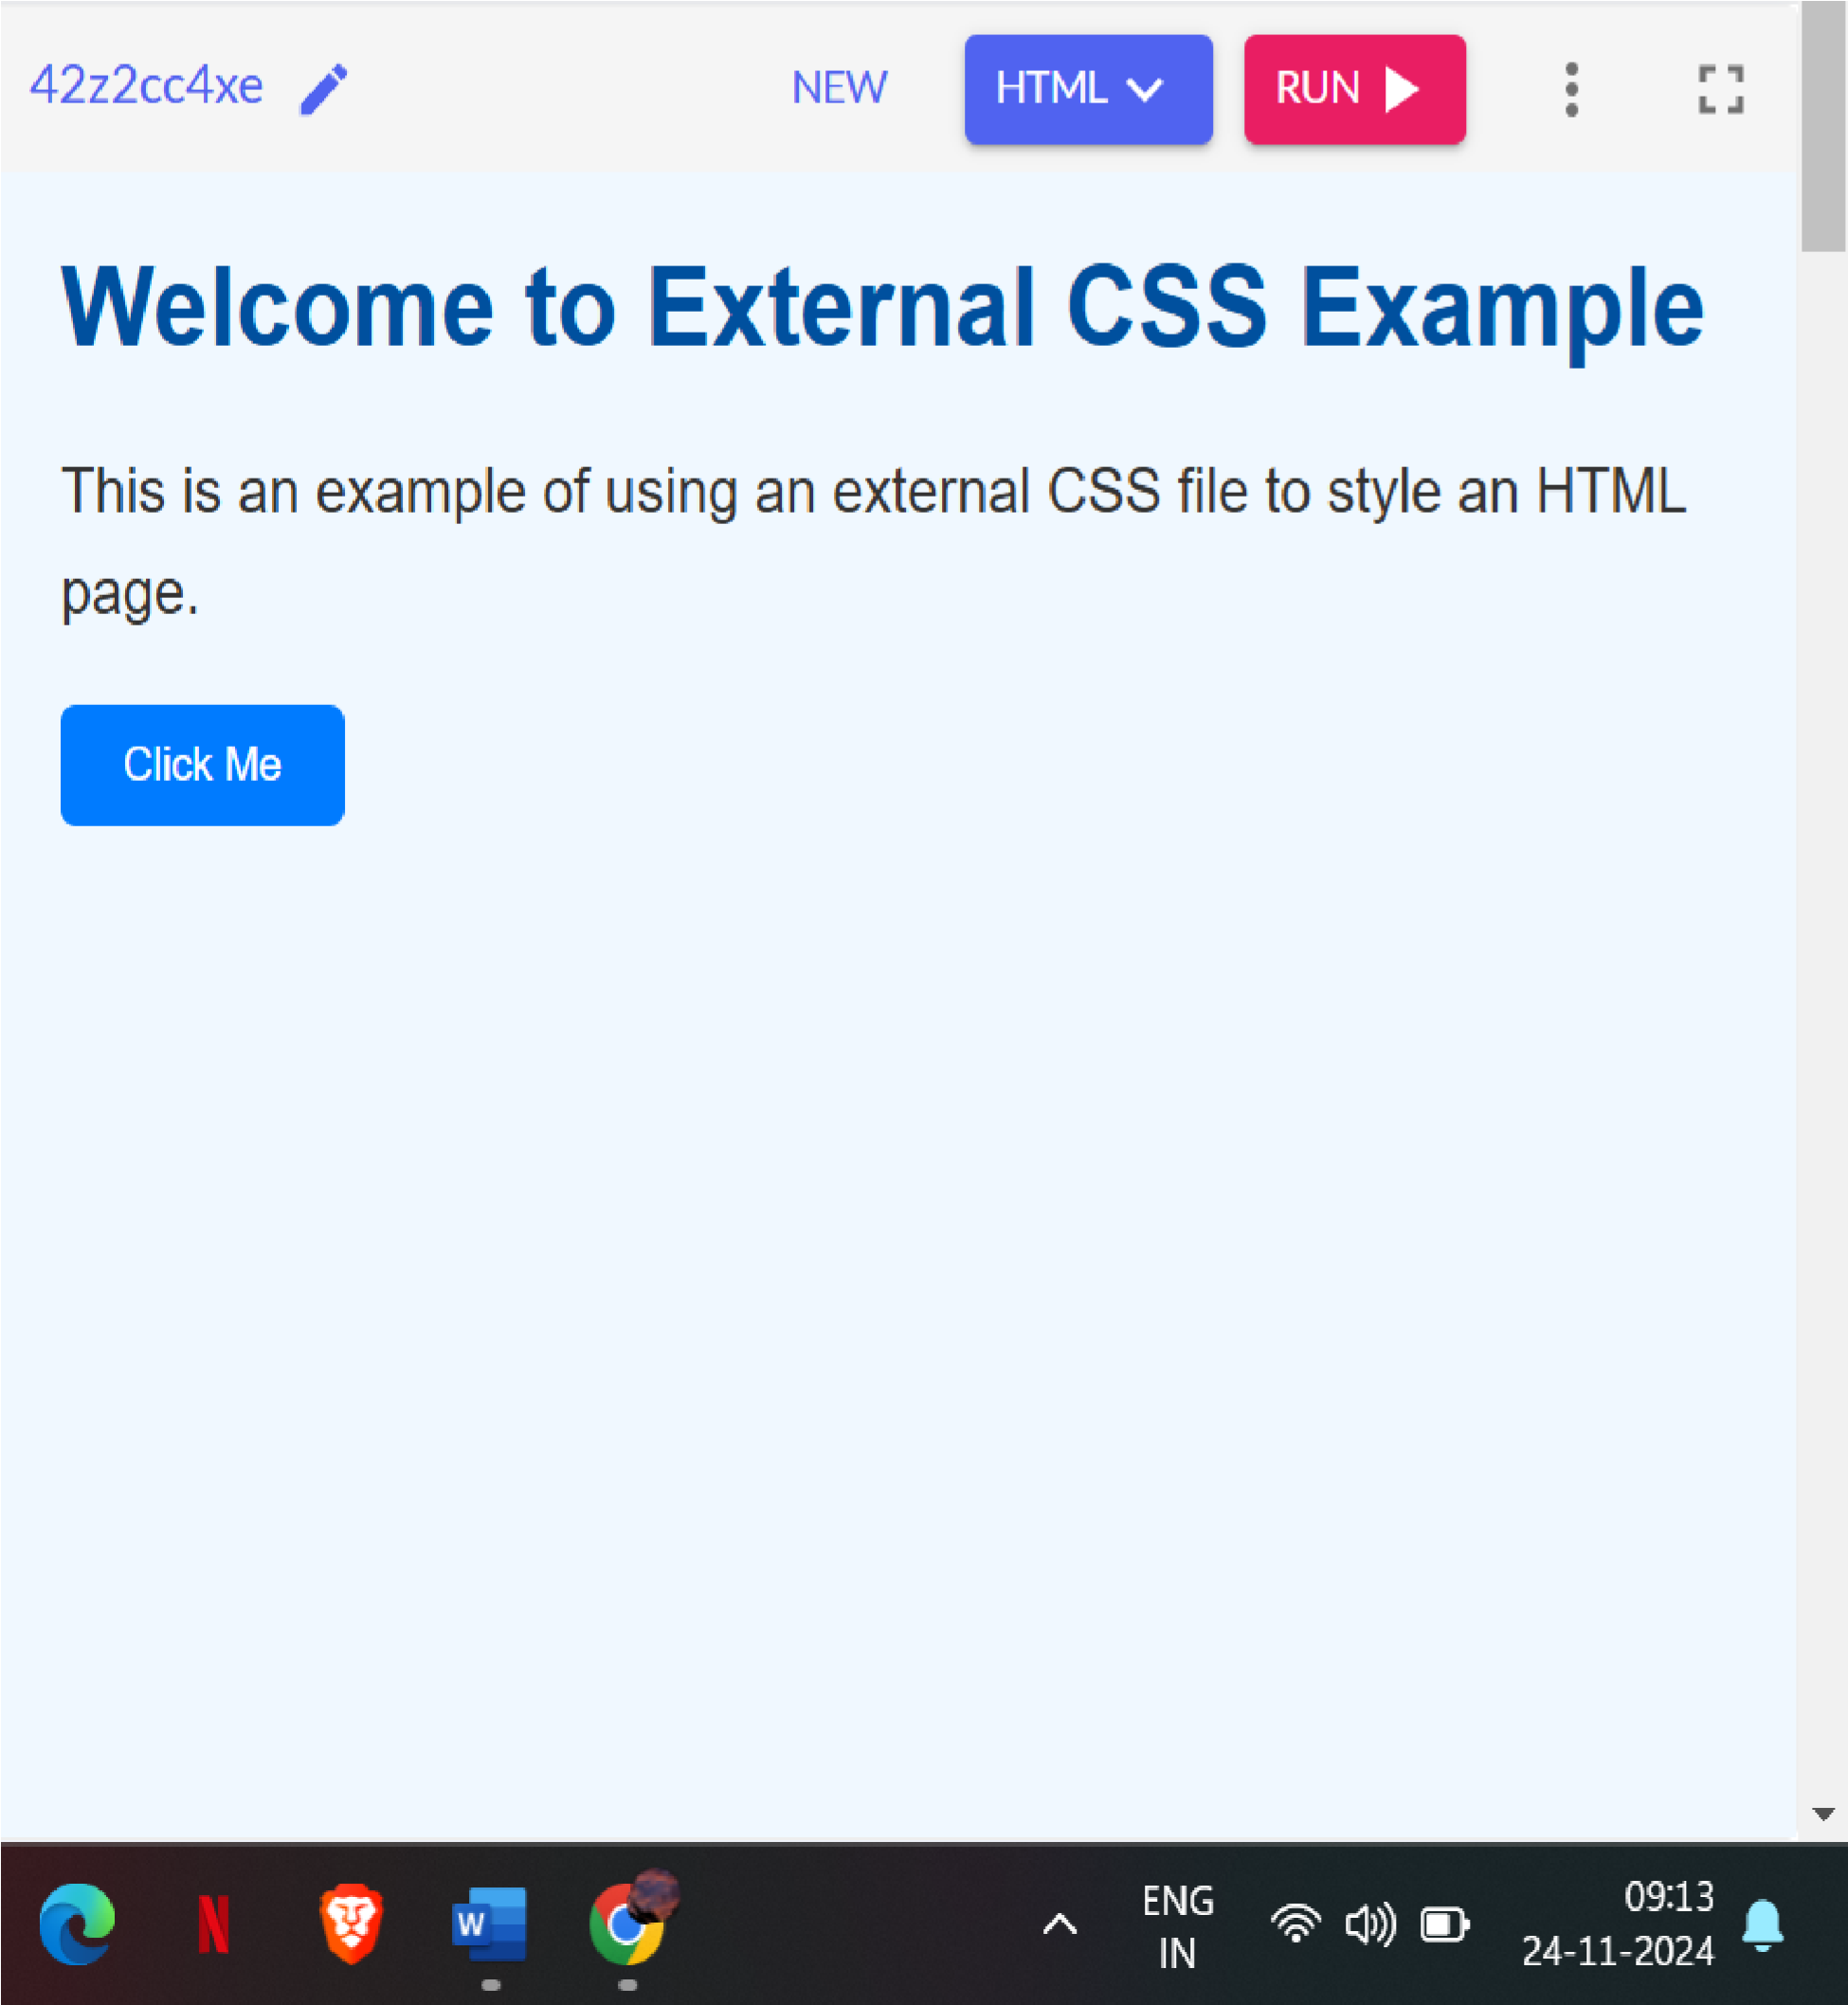 42z2cc4xe NEW HTML RUN
Welcome to External CSS Example
This is an example of using an external CSS file to style an HTML
page.
Click Me
N W ENG 09:13
IN 24-11-2024